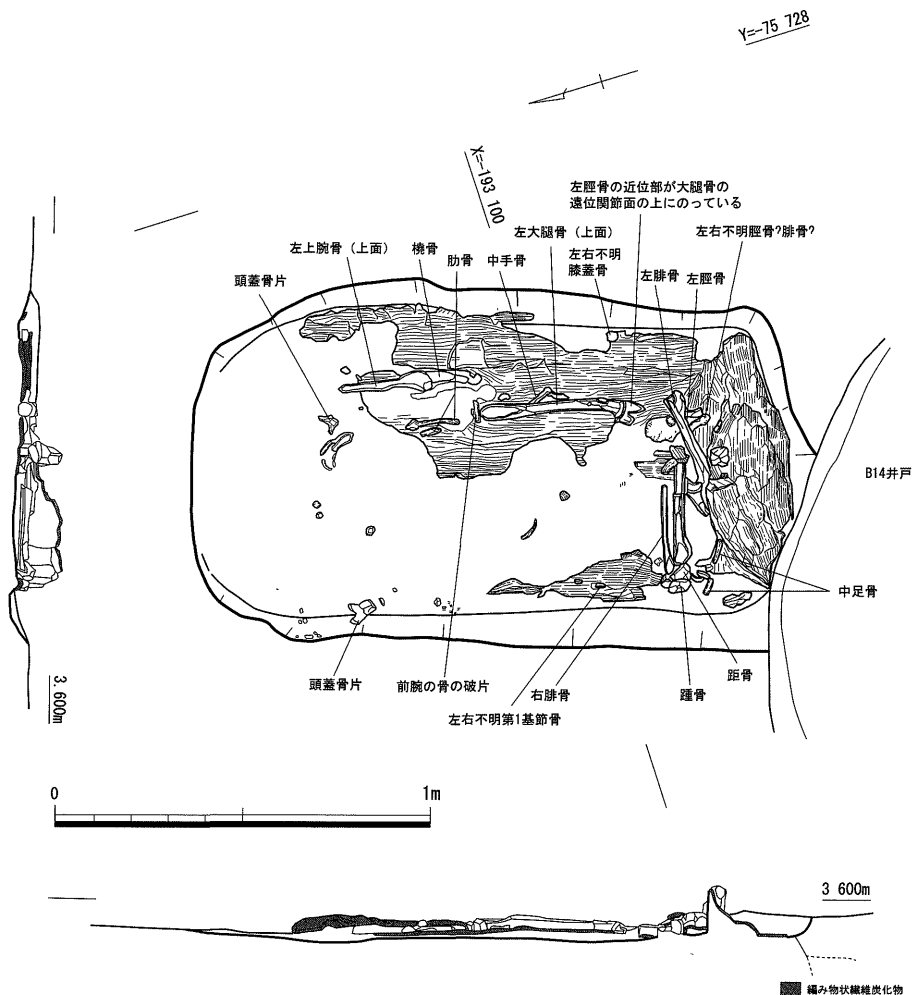 Y=-75 728
X=-193 100
左脛骨の近位部が大腿骨の
遠位関節面の上にのっている
左大腿骨（上面）
左右不明脛骨?腓骨?
左上腕骨（上面）
橈骨
肋骨
中手骨
左右不明
膝蓋骨
左腓骨
左脛骨
頭蓋骨片
B14井戸
中足骨
頭蓋骨片
前腕の骨の破片
右腓骨
踵骨
距骨
左右不明第1基節骨
3.600m
0
1m
3 600m
編み物状繊維炭化物